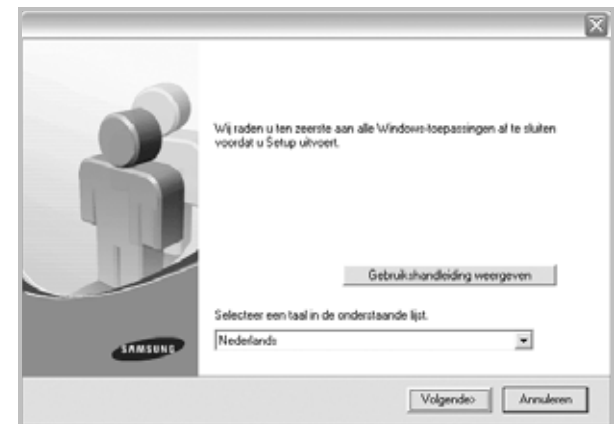 Wij raden u ten zeerste aan alle Windows-toepassingen af te sluiten
voordat u Setup uitvoert.
Gebruikshandleiding weergeven
Selecteer een taal in de onderstaande lijst.
Nederlands
SAMSUNG
Volgende>
Annuleren